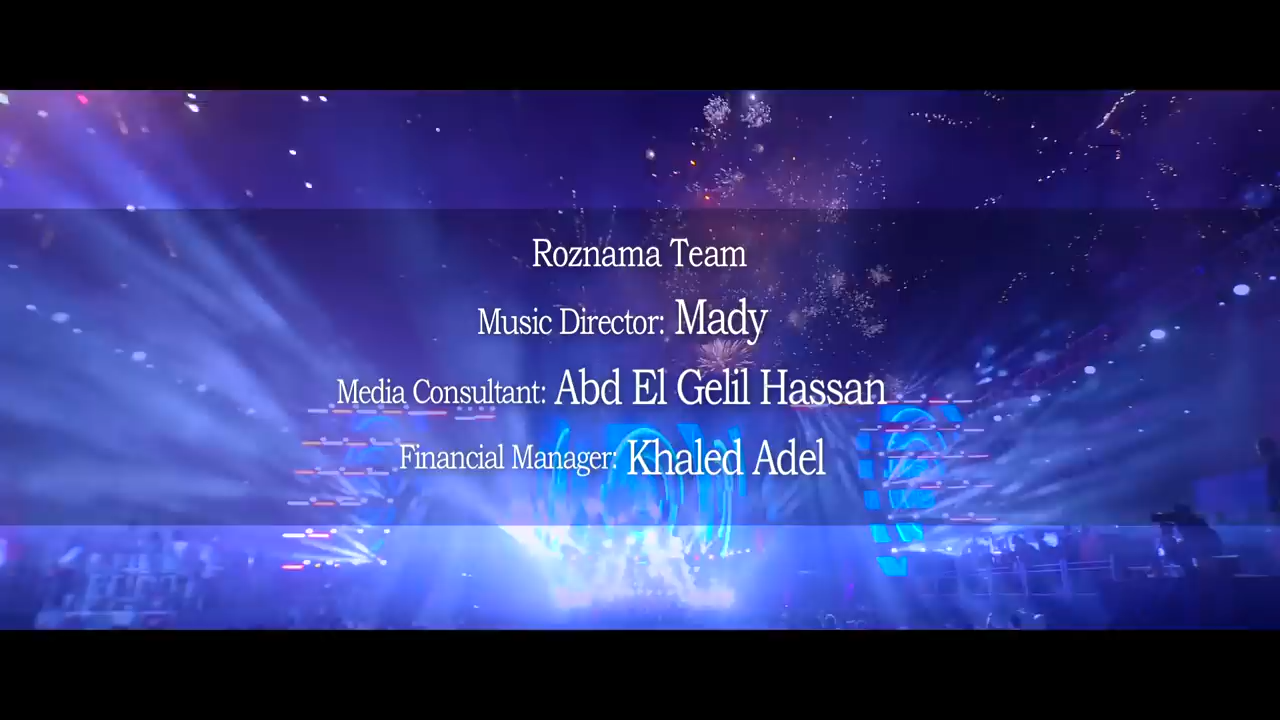 Roznama Team
Music Director: Mady
Media Consultant: Abd El Gelil Hassan
Financial Manager: Khaled Adel